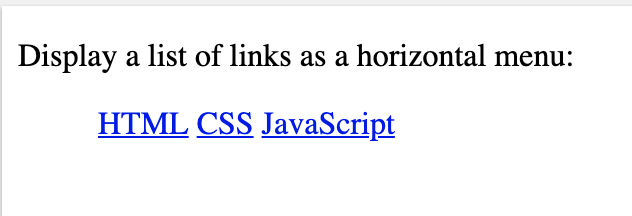 Display a list of links as a horizontal menu:
HTML CSS JavaScript